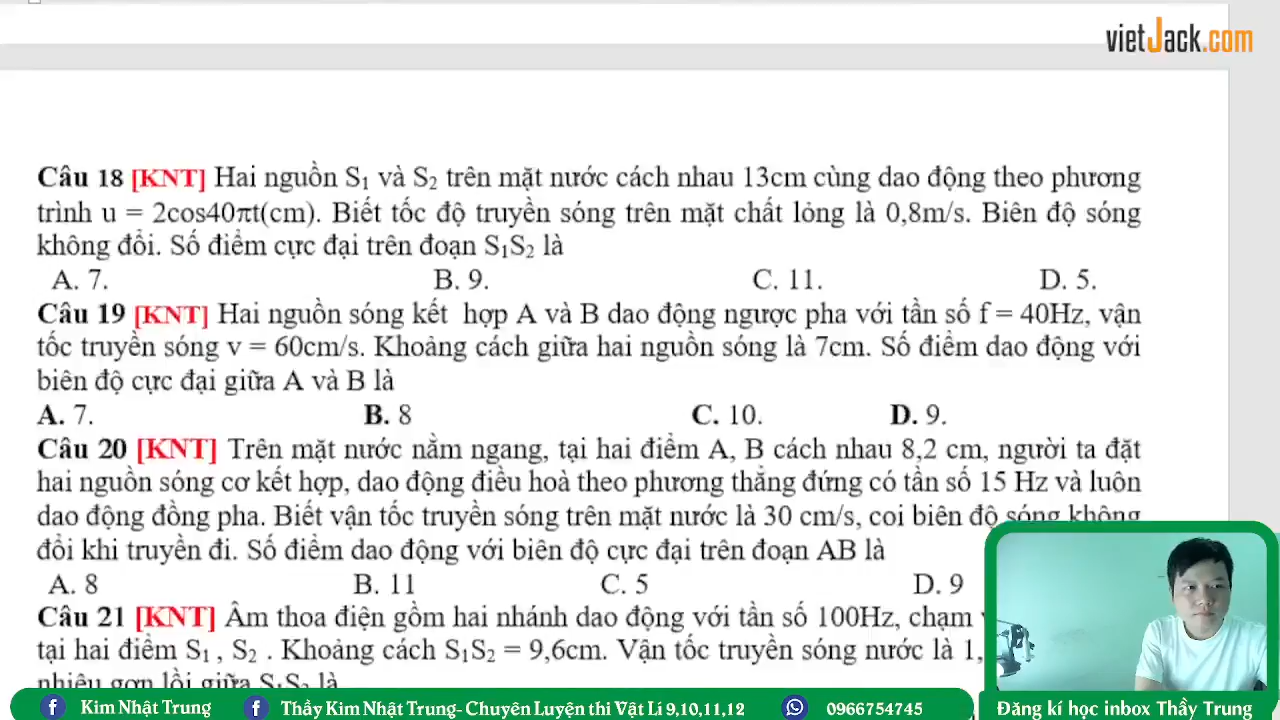 vietJack.com
Câu 18 [KNT] Hai nguồn S₁ và S₂ trên mặt nước cách nhau 13cm cùng dao động theo phương
trình u = 2cos40πt(cm). Biết tốc độ truyền sóng trên mặt chất lỏng là 0,8m/s. Biên độ sóng
không đổi. Số điểm cực đại trên đoạn S₁S₂ là
A. 7. B. 9. C. 11. D. 5.
Câu 19 [KNT] Hai nguồn sóng kết hợp A và B dao động ngược pha với tần số f = 40Hz, vận
tốc truyền sóng v = 60cm/s. Khoảng cách giữa hai nguồn sóng là 7cm. Số điểm dao động với
biên độ cực đại giữa A và B là
A. 7. B. 8 C. 10. D. 9.
Câu 20 [KNT] Trên mặt nước nằm ngang, tại hai điểm A, B cách nhau 8,2 cm, người ta đặt
hai nguồn sóng cơ kết hợp, dao động điều hoà theo phương thẳng đứng có tần số 15 Hz và luôn
dao động đồng pha. Biết vận tốc truyền sóng trên mặt nước là 30 cm/s, coi biên độ sóng không
đổi khi truyền đi. Số điểm dao động với biên độ cực đại trên đoạn AB là
A. 8 B. 11 C. 5 D. 9
Câu 21 [KNT] Âm thoa điện gồm hai nhánh dao động với tần số 100Hz, chạm
tại hai điểm S₁ , S₂ . Khoảng cách S₁S₂ = 9,6cm. Vận tốc truyền sóng nước là 1,
nhiêu gơn lồi giữa S₁S₂ là
Kim Nhật Trung Thầy Kim Nhật Trung- Chuyên Luyện thi Vật Lí 9,10,11,12 0966754745 Đăng kí học inbox Thầy Trung